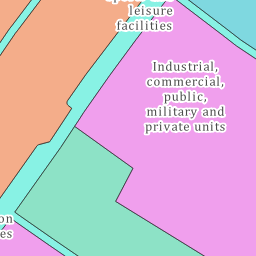 leisure
facilities
Industrial,
commercial,
public,
military and
private units